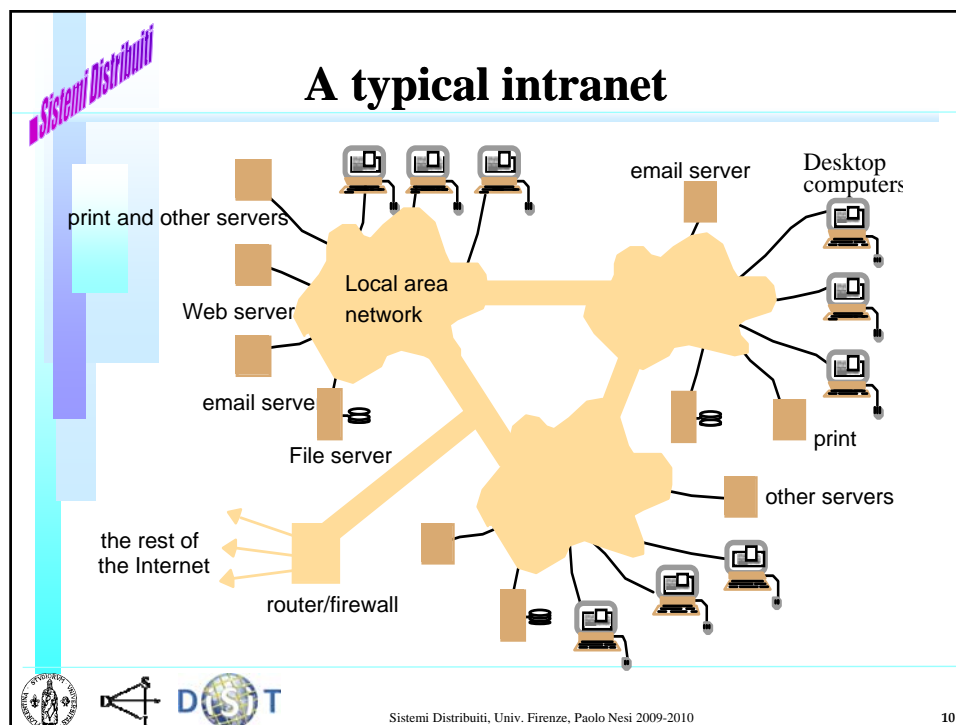 Sistemi Distribuiti
A typical intranet
email server
Desktop
computers
print and other servers
Local area
network
Web server
email serve
File server
print
other servers
the rest of
the Internet
router/firewall
DISIT
Sistemi Distribuiti, Univ. Firenze, Paolo Nesi 2009-2010
10